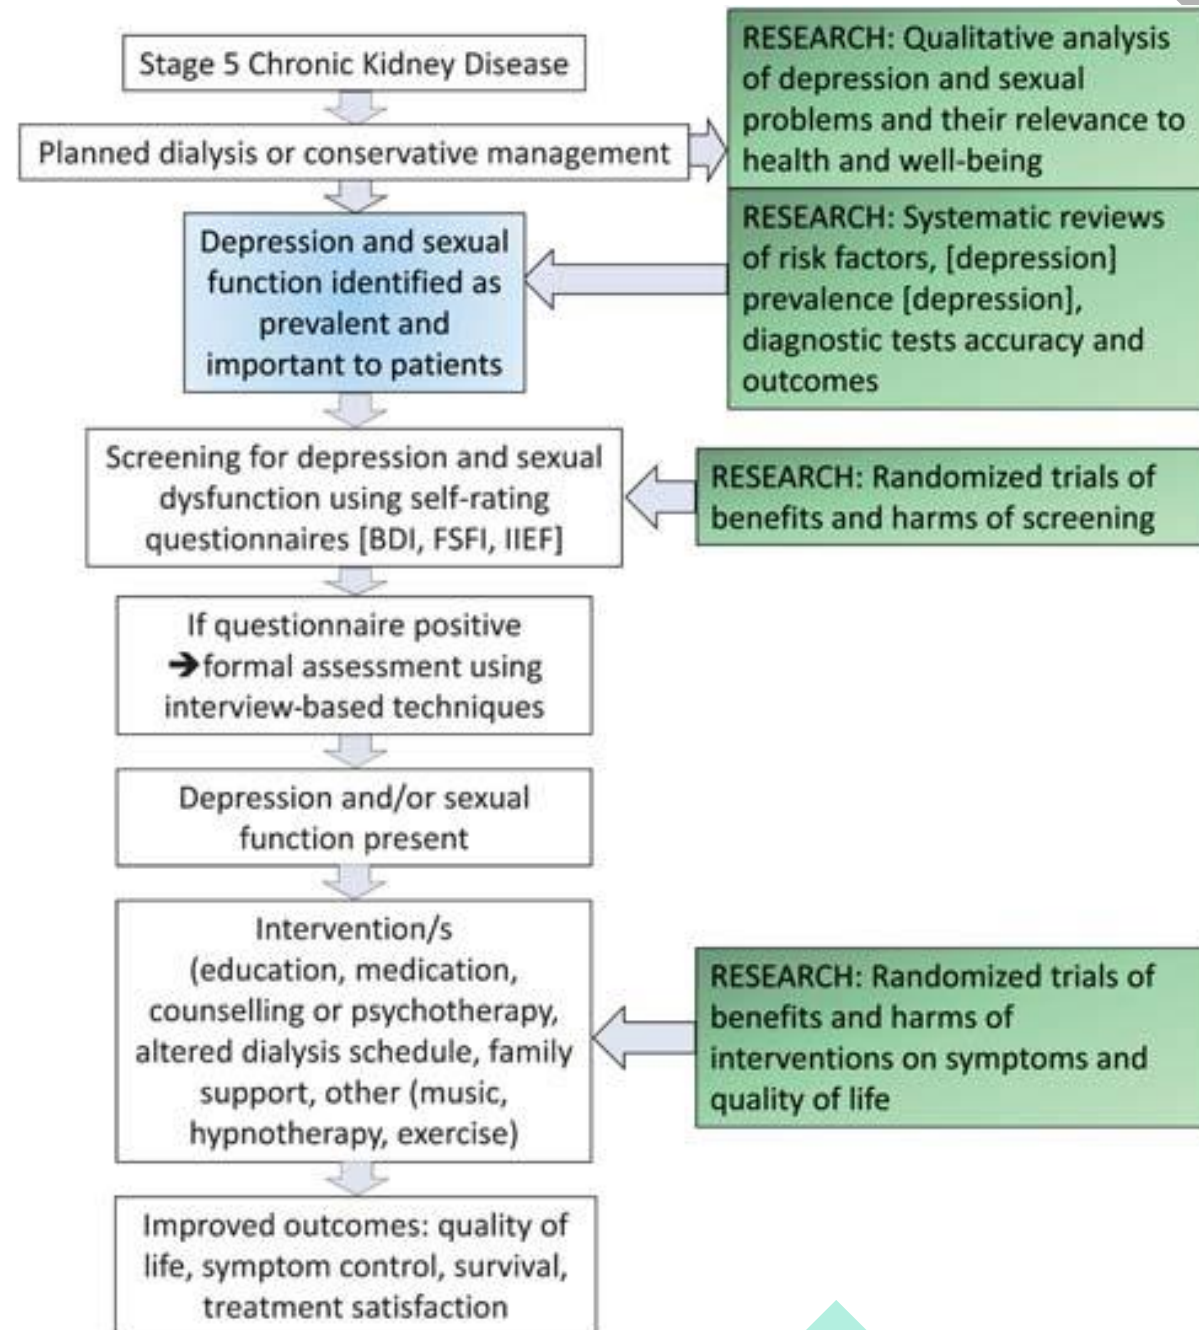 Stage 5 Chronic Kidney Disease
Planned dialysis or conservative management
RESEARCH: Qualitative analysis
of depression and sexual
problems and their relevance to
health and well-being
Depression and sexual
function identified as
prevalent and
important to patients
RESEARCH: Systematic reviews
of risk factors, [depression]
prevalence [depression],
diagnostic tests accuracy and
outcomes
Screening for depression and sexual
dysfunction using self-rating
questionnaires [BDI, FSFI, IIEF]
RESEARCH: Randomized trials of
benefits and harms of screening
If questionnaire positive
➔formal assessment using
interview-based techniques
Depression and/or sexual
function present
Intervention/s
(education, medication,
counselling or psychotherapy,
altered dialysis schedule, family
support, other (music,
hypnotherapy, exercise)
RESEARCH: Randomized trials of
benefits and harms of
interventions on symptoms and
quality of life
Improved outcomes: quality of
life, symptom control, survival,
treatment satisfaction